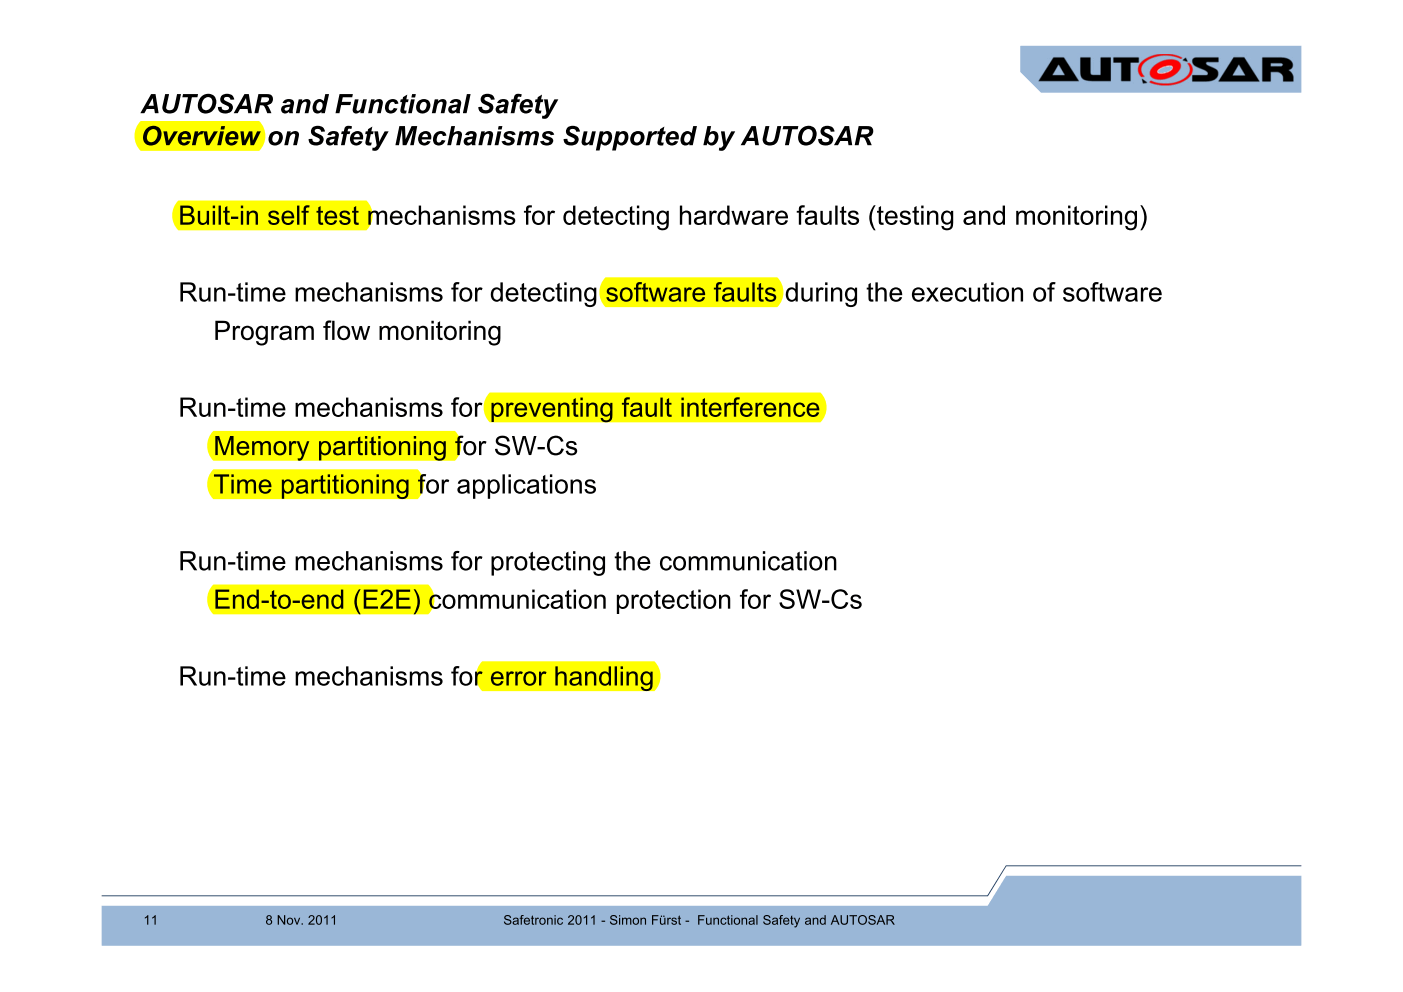 AUTOSAR
AUTOSAR and Functional Safety
Overview on Safety Mechanisms Supported by AUTOSAR
Built-in self test mechanisms for detecting hardware faults (testing and monitoring)
Run-time mechanisms for detecting software faults during the execution of software
Program flow monitoring
Run-time mechanisms for preventing fault interference
Memory partitioning for SW-Cs
Time partitioning for applications
Run-time mechanisms for protecting the communication
End-to-end (E2E) communication protection for SW-Cs
Run-time mechanisms for error handling
11 8 Nov. 2011 Safetronic 2011 - Simon Fürst - Functional Safety and AUTOSAR